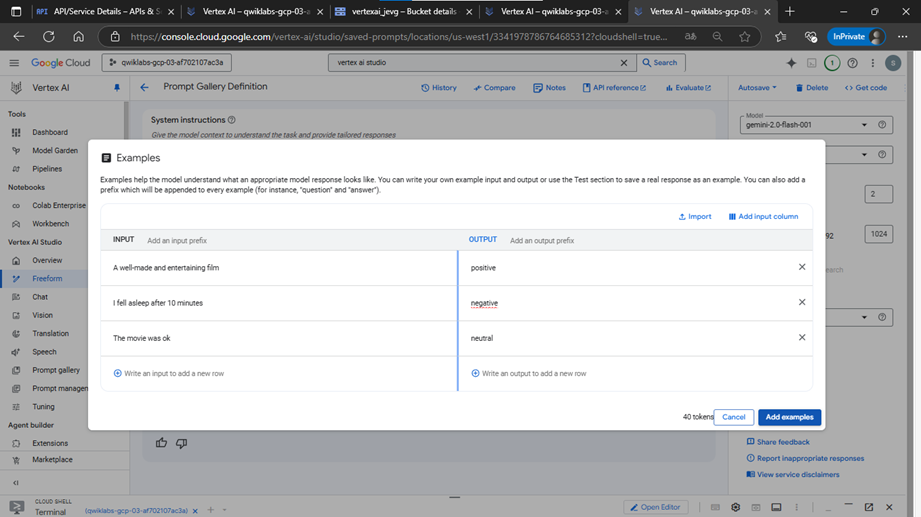 API API/Service Details – APIs & S
Vertex AI – qwiklabs-gcp-03-a
vertexai_jevg – Bucket details
Vertex AI – qwiklabs-gcp-03-a
Vertex AI – qwiklabs-gcp-03-a
https://console.cloud.google.com/vertex-ai/studio/saved-prompts/locations/us-west1/3341978786764685312?cloudshell=true...
InPrivate
Google Cloud
qwiklabs-gcp-03-af702107ac3a
vertex ai studio
Search
1
S
Vertex AI
Prompt Gallery Definition
History
Compare
Notes
API reference
Evaluate
Autosave
Delete
Get code
Tools
Dashboard
Model Garden
Pipelines
Notebooks
Colab Enterprise
Workbench
Vertex AI Studio
Overview
Freeform
Chat
Vision
Translation
Speech
Prompt gallery
Prompt managem
Tuning
Agent builder
Extensions
Marketplace
System instructions
Give the model context to understand the task and provide tailored responses
Model
gemini-2.0-flash-001
2
92
1024
earch
Examples
Examples help the model understand what an appropriate model response looks like. You can write your own example input and output or use the Test section to save a real response as an example. You can also add a
prefix which will be appended to every example (for instance, "question" and "answer").
Import
Add input column
INPUT Add an input prefix
OUTPUT Add an output prefix
A well-made and entertaining film
positive
I fell asleep after 10 minutes
negative
The movie was ok
neutral
Write an input to add a new row
Write an output to add a new row
40 tokens
Cancel
Add examples
Share feedback
Report inappropriate responses
View service disclaimers
CLOUD SHELL
Terminal
(qwiklabs-gcp-03-af702107ac3a)
Open Editor